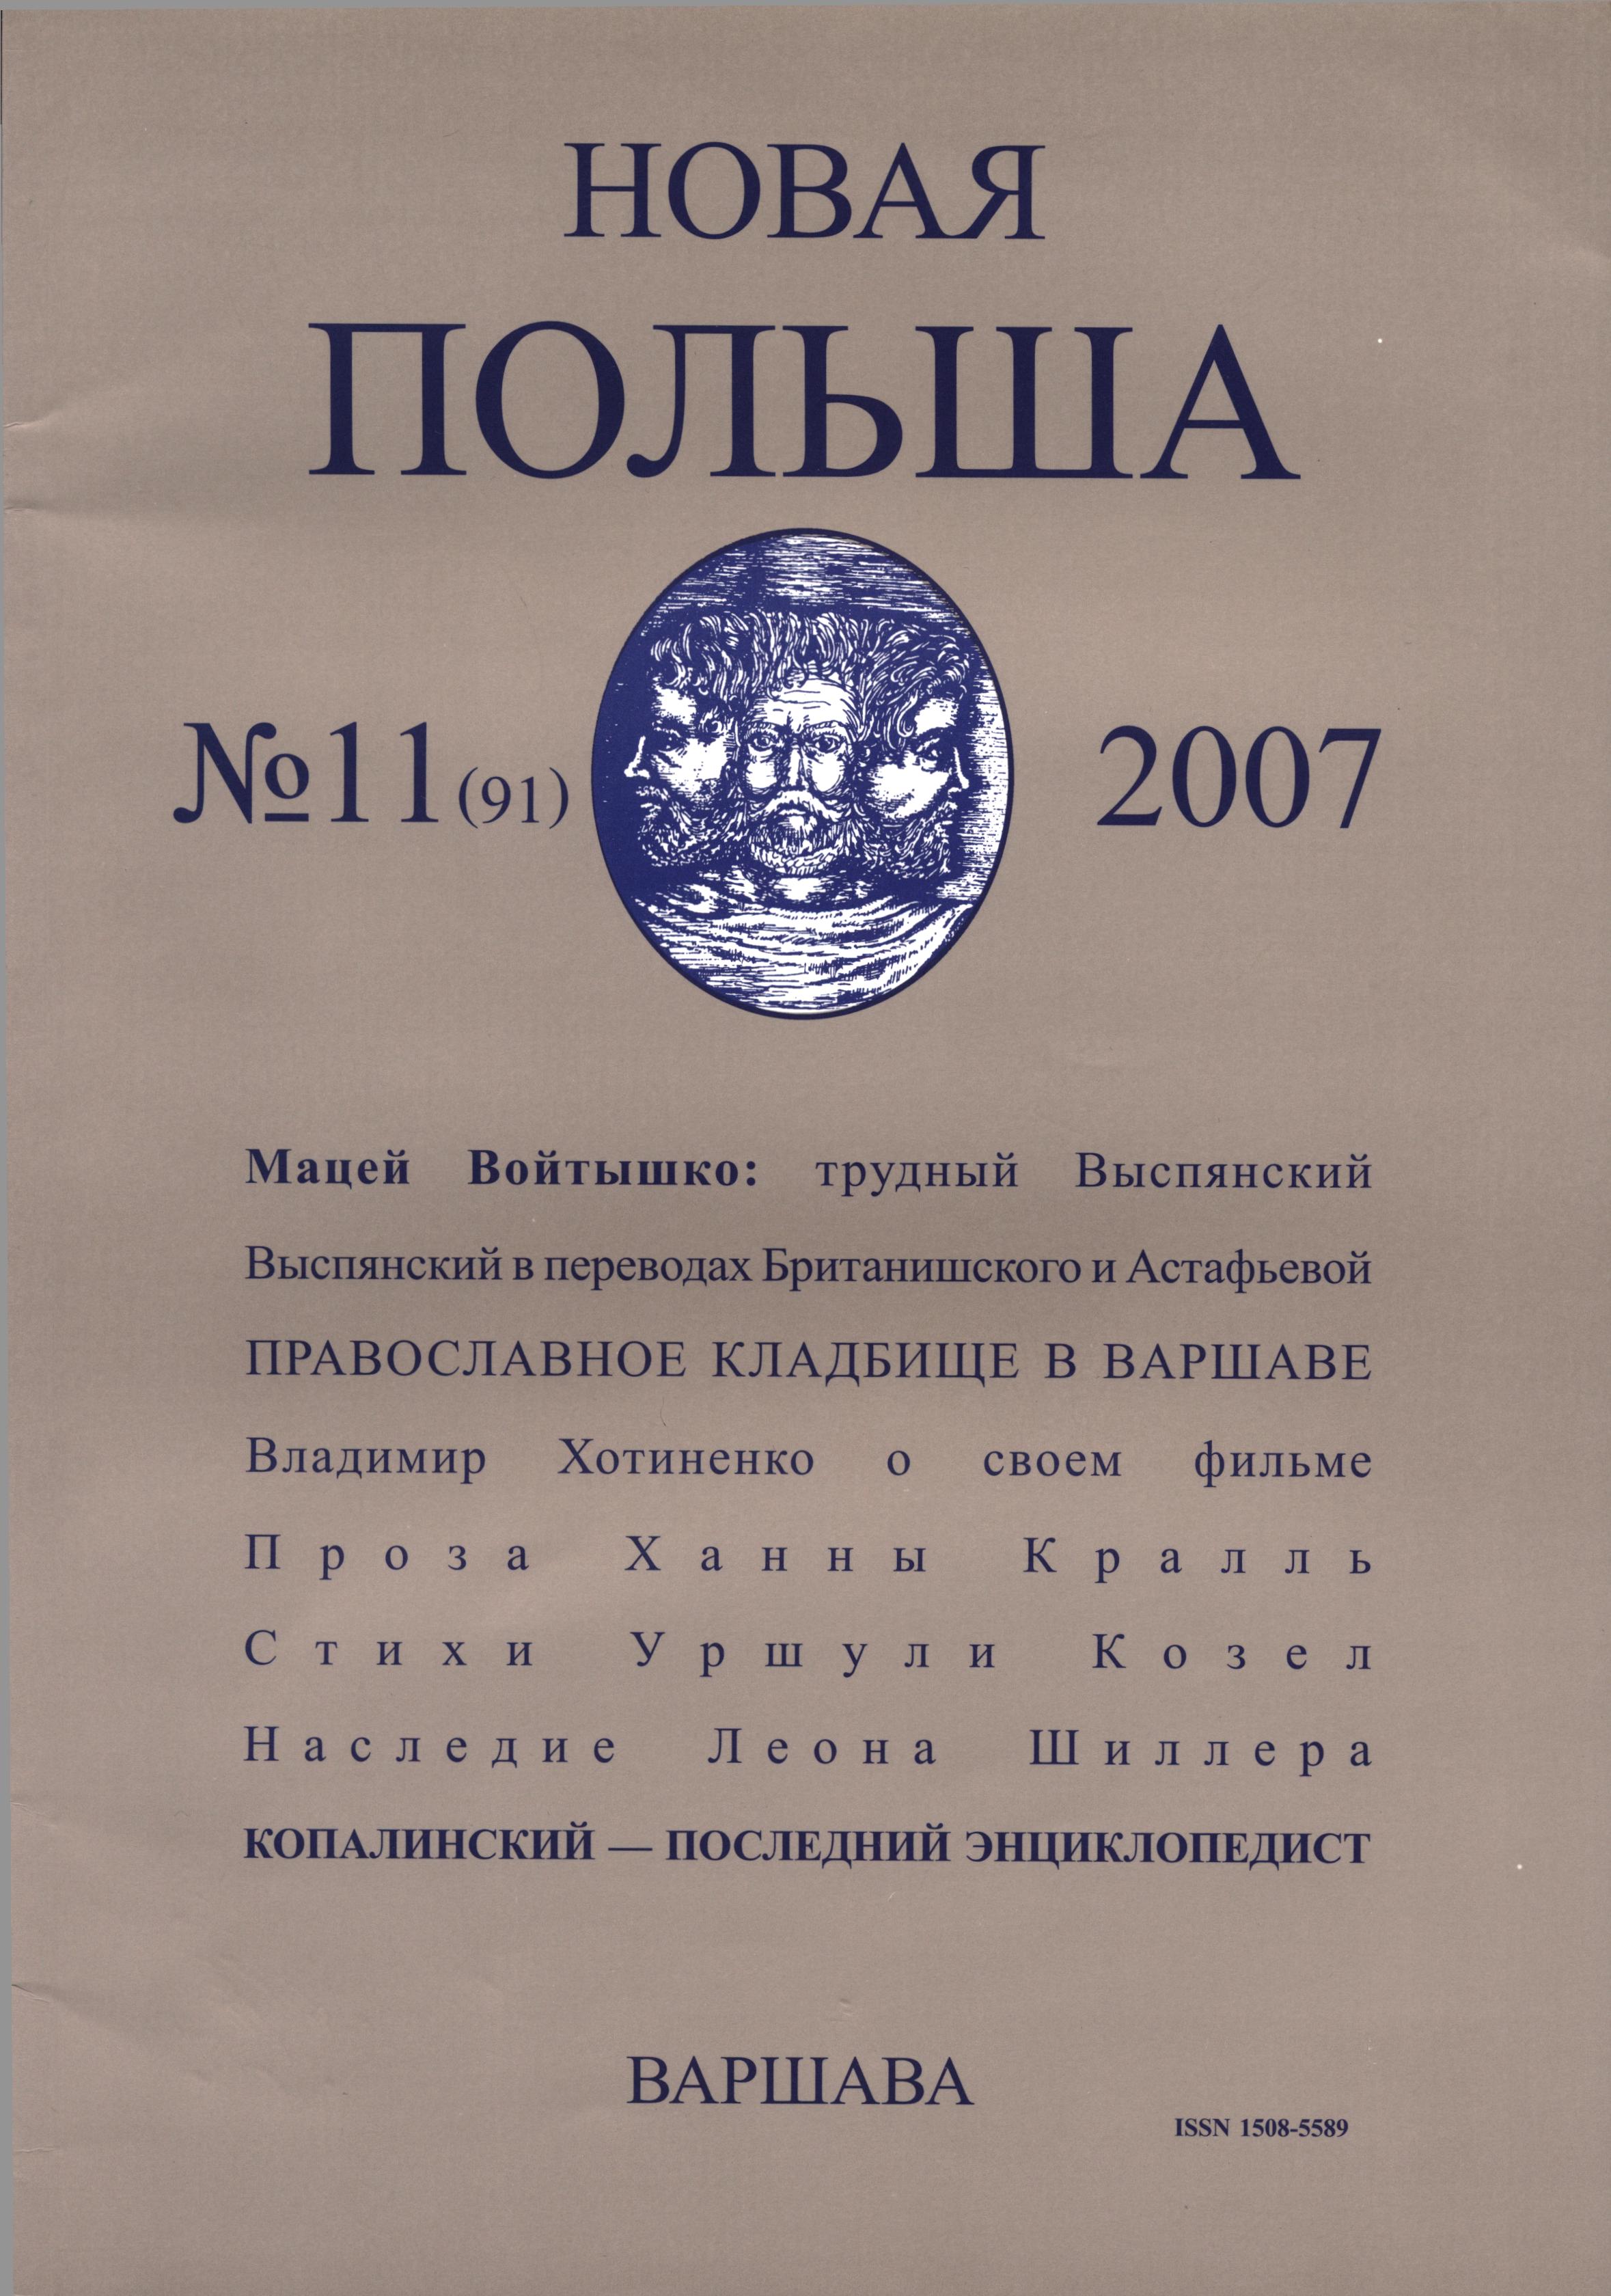 НОВАЯ
ПОЛЬША
№11(91)
2007
Мацей Войтышко: трудный Выспянский
Выспянский в переводах Британишского и Астафьевой
ПРАВОСЛАВНОЕ КЛАДБИЩЕ В ВАРШАВЕ
Владимир Хотиненко о своем фильме
Проза Ханны Кралль
Стихи Уршули Козел
Наследие Леона Шиллера
КОПАЛИНСКИЙ — ПОСЛЕДНИЙ ЭНЦИКЛОПЕДИСТ
ВАРШАВА
ISSN 1508-5589